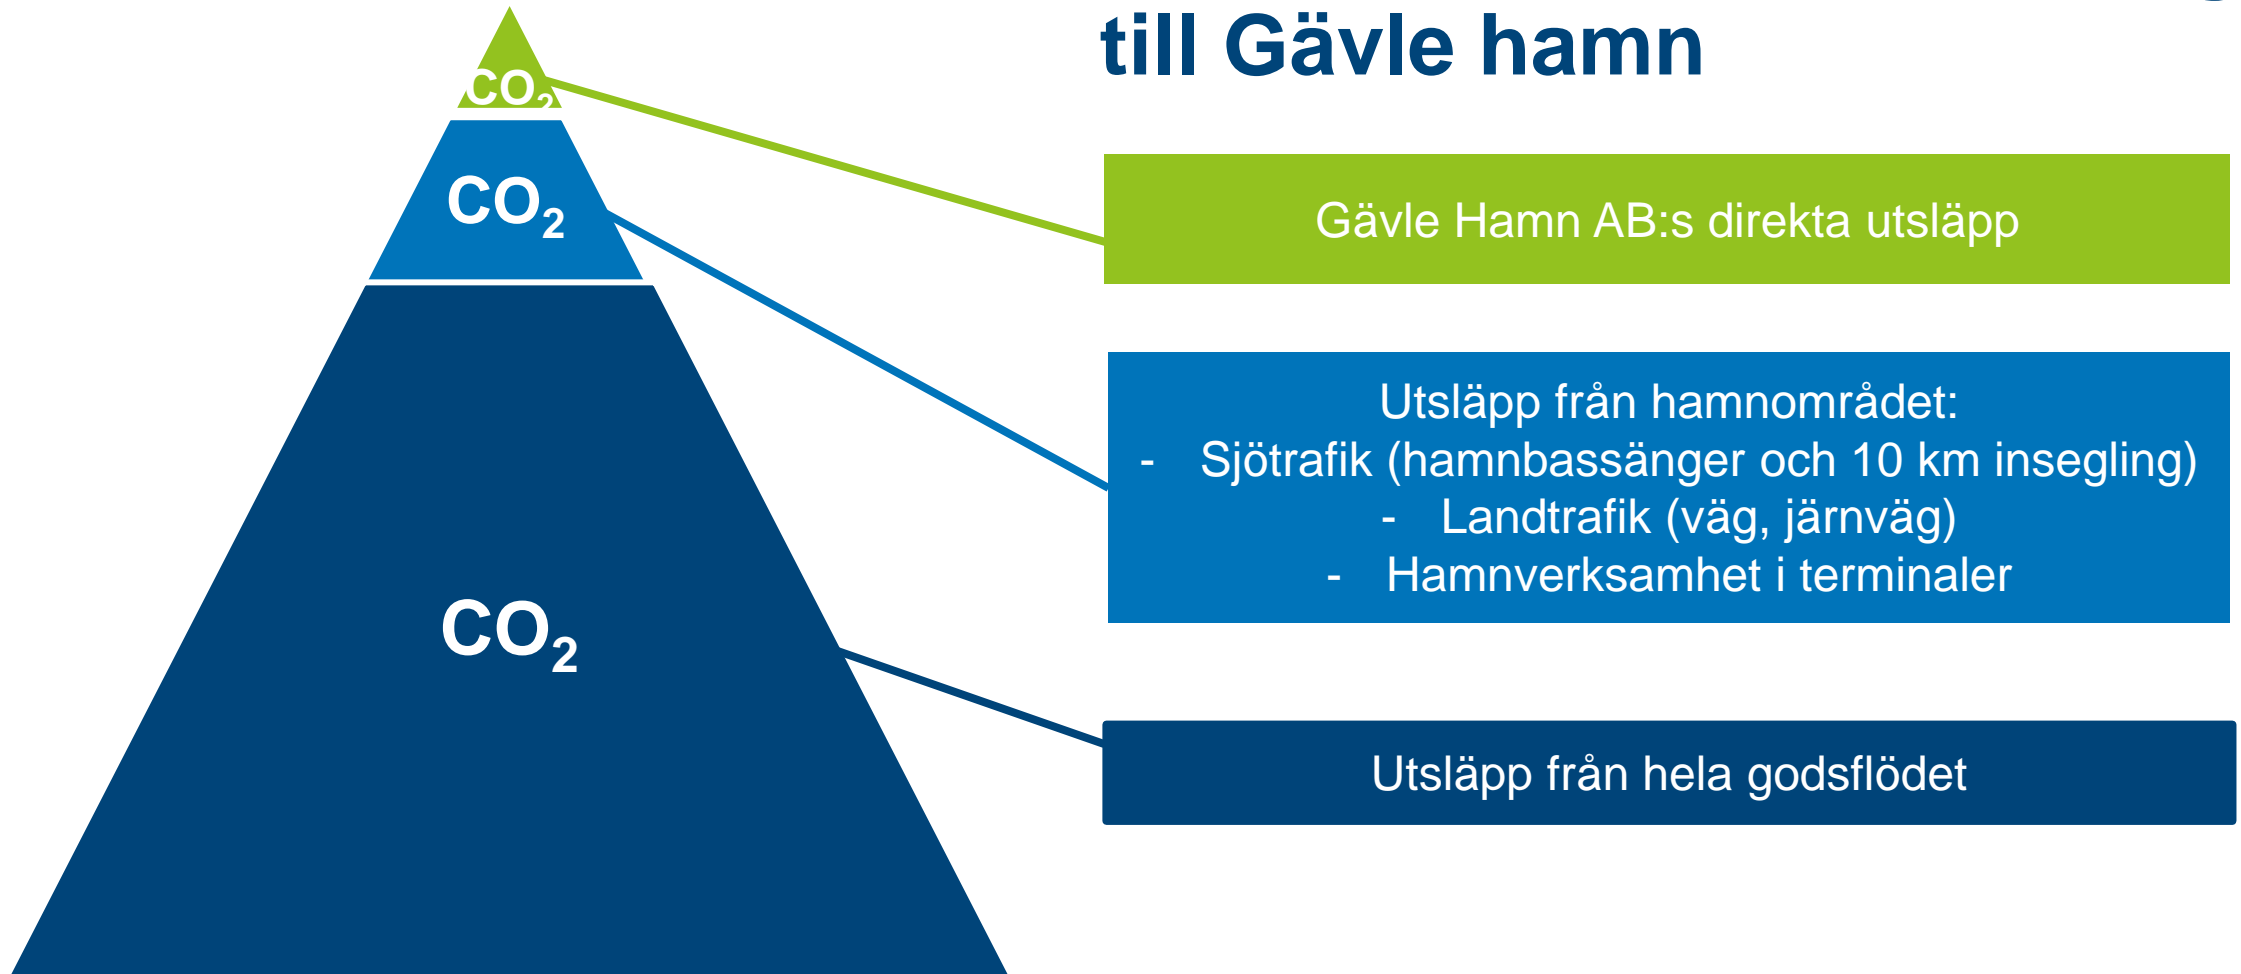 till Gävle hamn
CO2
CO2
CO2
Gävle Hamn AB:s direkta utsläpp
Utsläpp från hamnområdet:
- Sjötrafik (hamnbassänger och 10 km insegling)
- Landtrafik (väg, järnväg)
- Hamnverksamhet i terminaler
Utsläpp från hela godsflödet